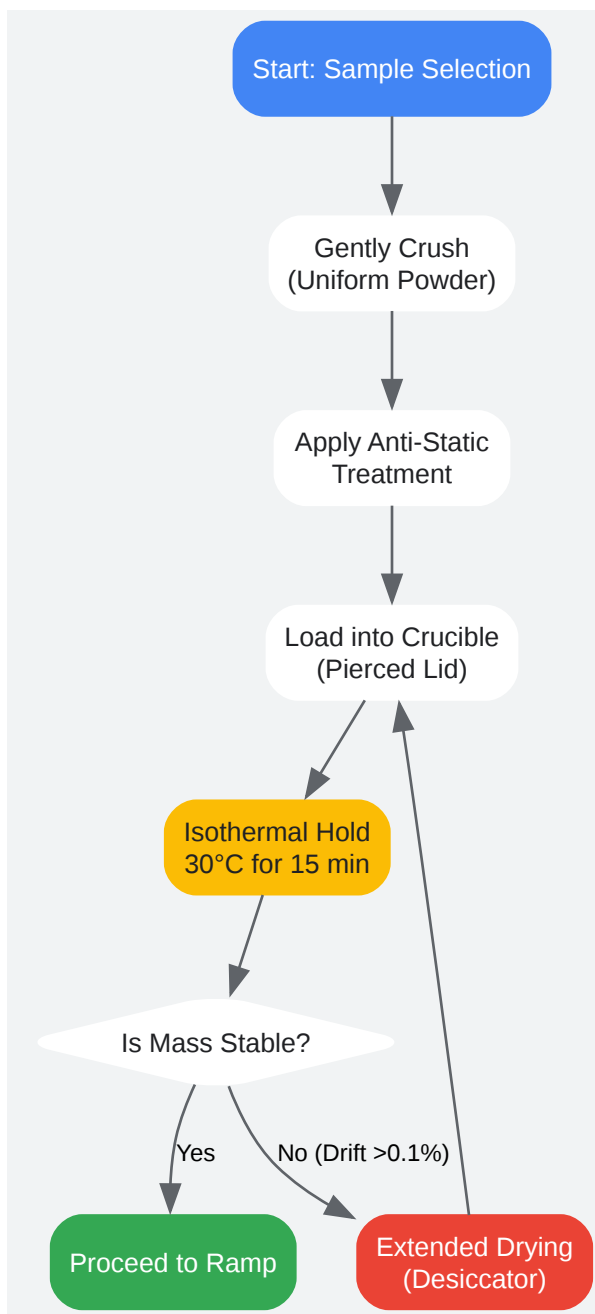 Start: Sample Selection
Gently Crush
(Uniform Powder)
Apply Anti-Static
Treatment
Load into Crucible
(Pierced Lid)
Isothermal Hold
30°C for 15 min
Is Mass Stable?
Yes
No (Drift >0.1%)
Proceed to Ramp
Extended Drying
(Desiccator)